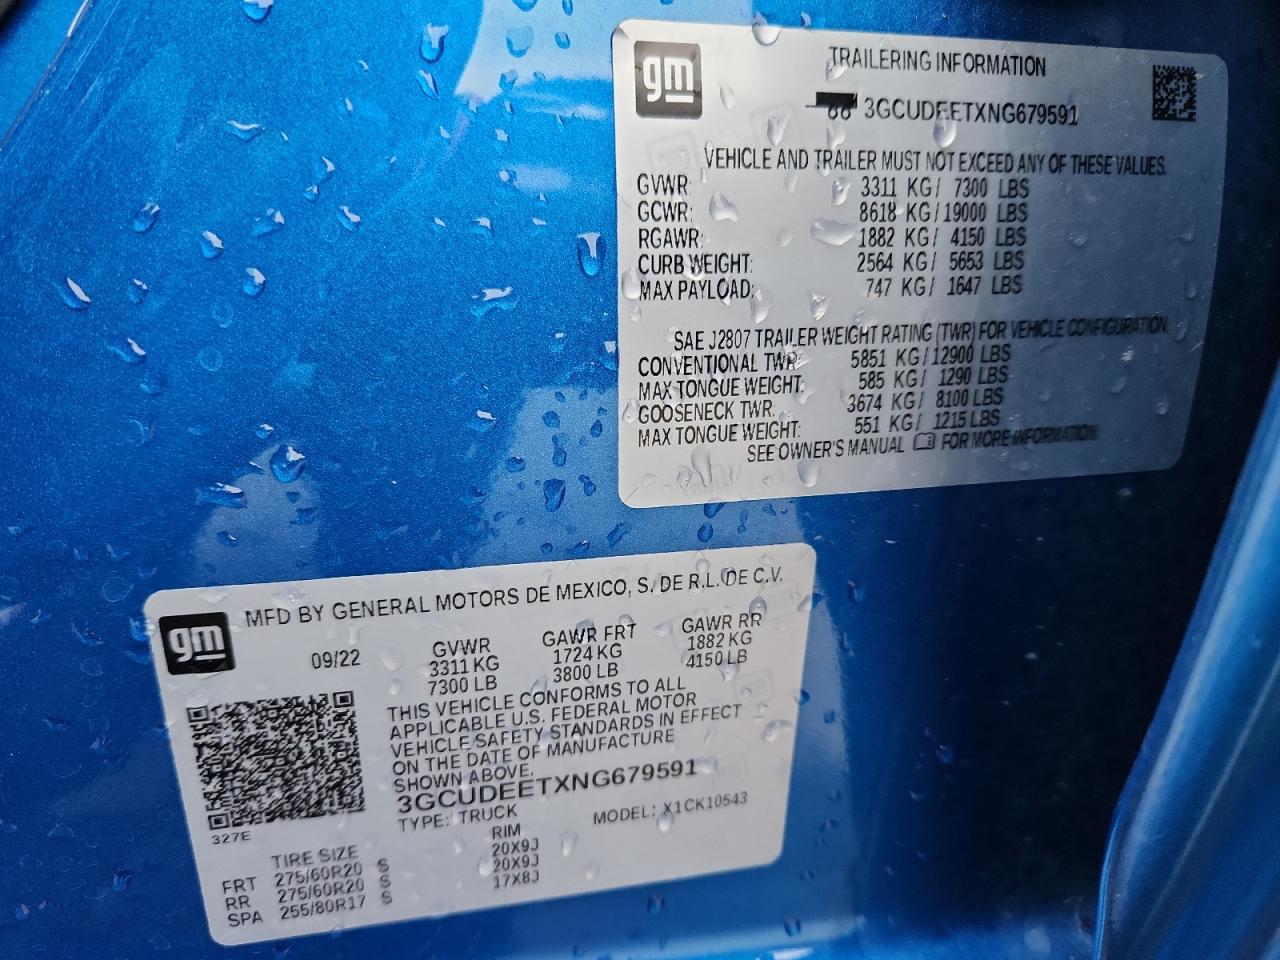 gm
TRAILERING INFORMATION
3GCUDEETXNG679591
VEHICLE AND TRAILER MUST NOT EXCEED ANY OF THESE VALUES.
GVWR: 3311 KG/ 7300 LBS
GCWR: 8618 KG/19000 LBS
RGAWR: 1882 KG/ 4150 LBS
CURB WEIGHT: 2564 KG/ 5653 LBS
MAX PAYLOAD: 747 KG/ 1647 LBS
SAE J2807 TRAILER WEIGHT RATING (TWR) FOR VEHICLE CONFIGURATION.
CONVENTIONAL TWR: 5851 KG/12900 LBS
MAX TONGUE WEIGHT: 585 KG/ 1290 LBS
GOOSENECK TWR: 3674 KG/ 8100 LBS
MAX TONGUE WEIGHT: 551 KG/ 1215 LBS
SEE OWNER'S MANUAL FOR MORE INFORMATION
gm
MFD BY GENERAL MOTORS DE MEXICO, S. DE R.L. DE C.V.
09/22
GVWR GAWR FRT GAWR RR
3311 KG 1724 KG 1882 KG
7300 LB 3800 LB 4150 LB
THIS VEHICLE CONFORMS TO ALL
APPLICABLE U.S. FEDERAL MOTOR
VEHICLE SAFETY STANDARDS IN EFFECT
ON THE DATE OF MANUFACTURE
SHOWN ABOVE.
3GCUDEETXNG679591
TYPE: TRUCK MODEL: X1CK10543
327E
TIRE SIZE RIM
FRT 275/60R20 S 20X9J
RR 275/60R20 S 20X9J
SPA 255/80R17 S 17X8J